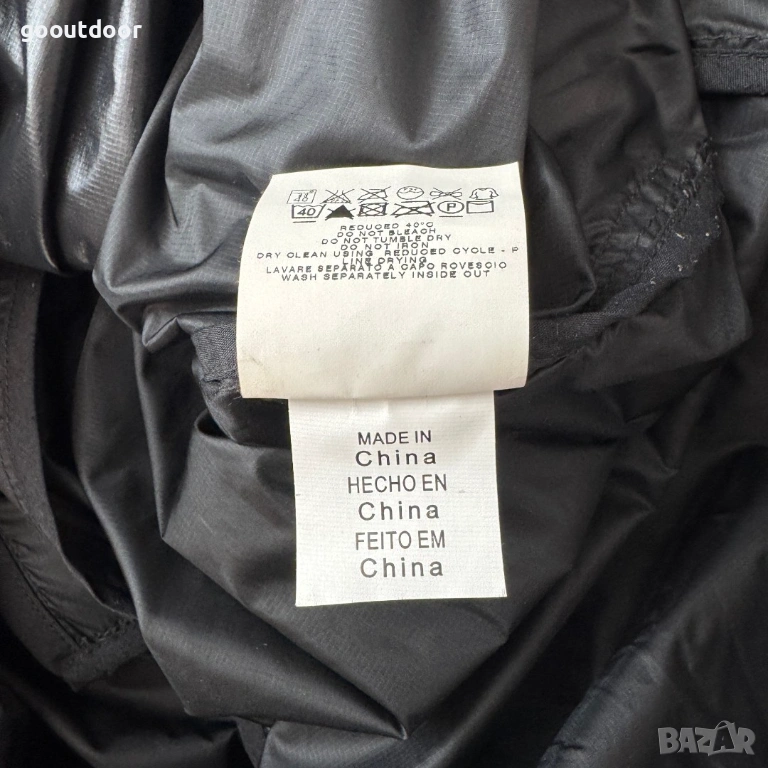 gooutdoor
40
P
REDUCED 40°C
DO NOT BLEACH
DO NOT TUMBLE DRY
DO NOT IRON
DRY CLEAN USING REDUCED CYCLE - P
LINE DRYING
LAVARE SEPARATO A CAPO ROVESCIO
WASH SEPARATELY INSIDE OUT
MADE IN
China
HECHO EN
China
FEITO EM
China
BAZAR